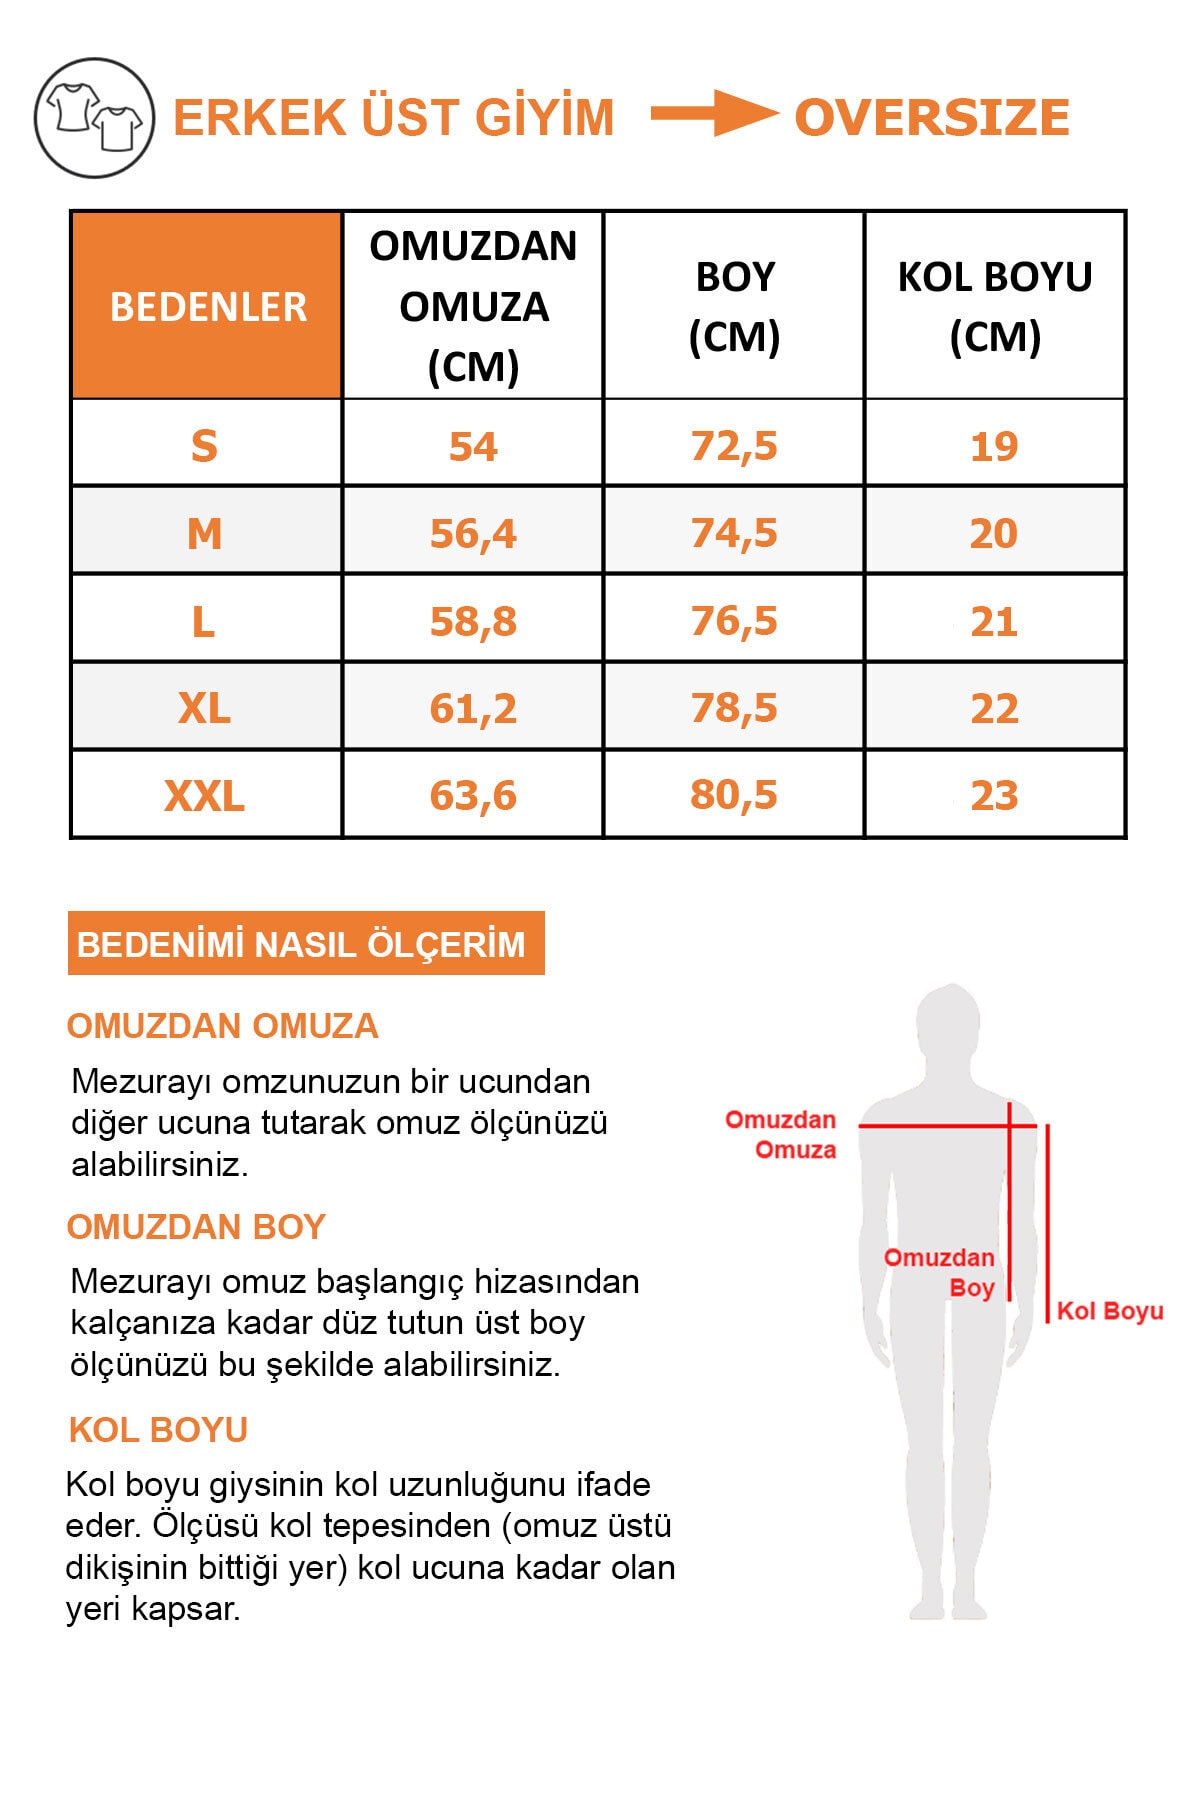 ERKEK ÜST GİYİM OVERSIZE
BEDENLER
OMUZDAN
OMUZA
(CM)
BOY
(CM)
KOL BOYU
(CM)
S 54 72,5 19
M 56,4 74,5 20
L 58,8 76,5 21
XL 61,2 78,5 22
XXL 63,6 80,5 23
BEDENİMİ NASIL ÖLÇERİM
OMUZDAN OMUZA
Mezurayı omzunuzun bir ucundan
diğer ucuna tutarak omuz ölçünüzü
alabilirsiniz.
OMUZDAN BOY
Mezurayı omuz başlangıç hizasından
kalçanıza kadar düz tutun üst boy
ölçünüzü bu şekilde alabilirsiniz.
KOL BOYU
Kol boyu giysinin kol uzunluğunu ifade
eder. Ölçüsü kol tepesinden (omuz üstü
dikişinin bittiği yer) kol ucuna kadar olan
yeri kapsar.
Omuzdan
Omuza
Omuzdan
Boy
Kol Boyu